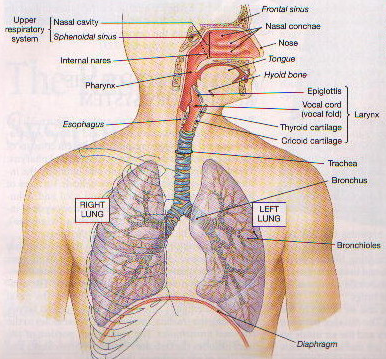 Frontal sinus
Upper
respiratory
system
Nasal cavity
Sphenoidal sinus
Nasal conchae
Nose
Internal nares
Tongue
Pharynx
Hyoid bone
Epiglottis
Vocal cord
(vocal fold)
Larynx
Esophagus
Thyroid cartilage
Cricoid cartilage
Trachea
Bronchus
RIGHT
LUNG
LEFT
LUNG
Bronchioles
Diaphragm